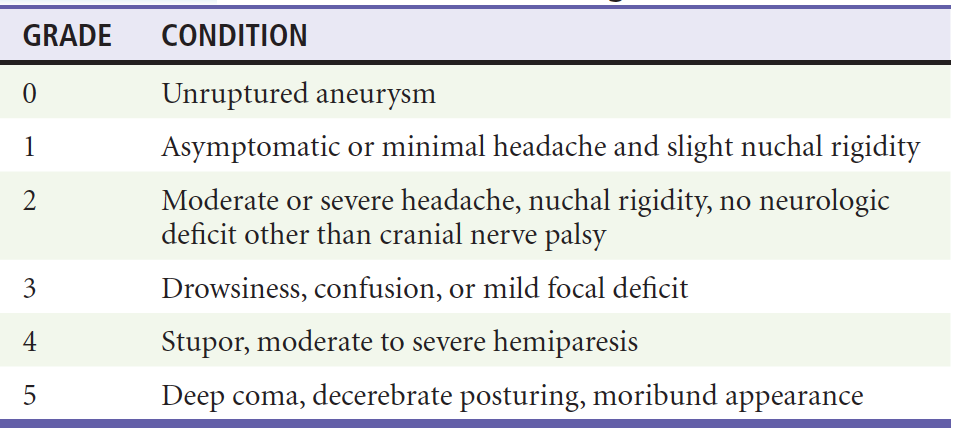 GRADE CONDITION
0 Unruptured aneurysm
1 Asymptomatic or minimal headache and slight nuchal rigidity
2 Moderate or severe headache, nuchal rigidity, no neurologic
deficit other than cranial nerve palsy
3 Drowsiness, confusion, or mild focal deficit
4 Stupor, moderate to severe hemiparesis
5 Deep coma, decerebrate posturing, moribund appearance